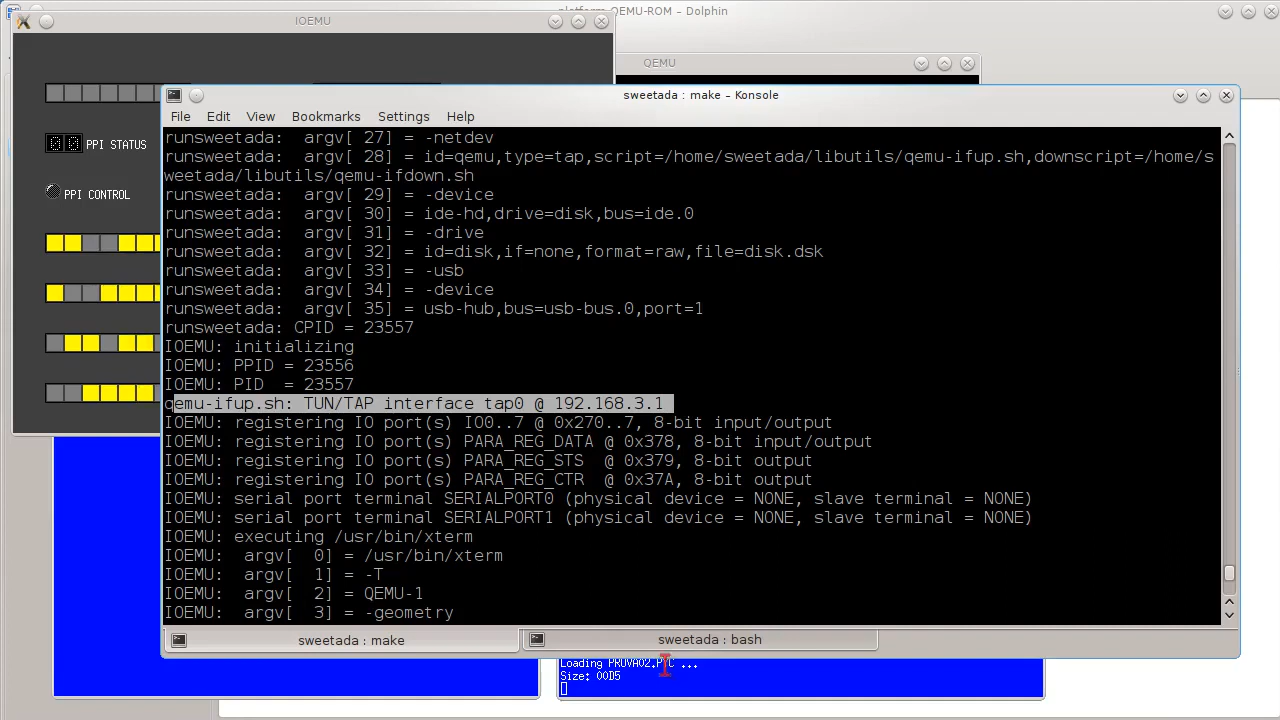 platform QEMU-ROM – Dolphin
IOEMU
QEMU
sweetada : make – Konsole
File Edit View Bookmarks Settings Help
00 PPI STATUS
PPI CONTROL
runsweetada:  argv[ 27] = -netdev
runsweetada:  argv[ 28] = id=qemu,type=tap,script=/home/sweetada/libutils/qemu-ifup.sh,downscript=/home/s
weetada/libutils/qemu-ifdown.sh
runsweetada:  argv[ 29] = -device
runsweetada:  argv[ 30] = ide-hd,drive=disk,bus=ide.0
runsweetada:  argv[ 31] = -drive
runsweetada:  argv[ 32] = id=disk,if=none,format=raw,file=disk.dsk
runsweetada:  argv[ 33] = -usb
runsweetada:  argv[ 34] = -device
runsweetada:  argv[ 35] = usb-hub,bus=usb-bus.0,port=1
runsweetada: CPID = 23557
IOEMU: initializing
IOEMU: PPID = 23556
IOEMU: PID  = 23557
qemu-ifup.sh: TUN/TAP interface tap0 @ 192.168.3.1
IOEMU: registering IO port(s) IO0..7 @ 0x270..7, 8-bit input/output
IOEMU: registering IO port(s) PARA_REG_DATA @ 0x378, 8-bit input/output
IOEMU: registering IO port(s) PARA_REG_STS  @ 0x379, 8-bit output
IOEMU: registering IO port(s) PARA_REG_CTR  @ 0x37A, 8-bit output
IOEMU: serial port terminal SERIALPORT0 (physical device = NONE, slave terminal = NONE)
IOEMU: serial port terminal SERIALPORT1 (physical device = NONE, slave terminal = NONE)
IOEMU: executing /usr/bin/xterm
IOEMU:  argv[  0] = /usr/bin/xterm
IOEMU:  argv[  1] = -T
IOEMU:  argv[  2] = QEMU-1
IOEMU:  argv[  3] = -geometry
sweetada : make
sweetada : bash
Loading PRUVA02.PYC ...
Size: 00D5